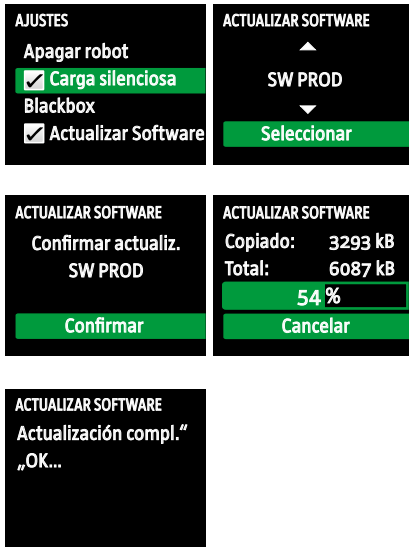 AJUSTES
Apagar robot
Carga silenciosa
Blackbox
Actualizar Software
ACTUALIZAR SOFTWARE
SW PROD
Seleccionar
ACTUALIZAR SOFTWARE
Confirmar actualiz.
SW PROD
Confirmar
ACTUALIZAR SOFTWARE
Copiado: 3293 kB
Total: 6087 kB
54 %
Cancelar
ACTUALIZAR SOFTWARE
Actualización compl.“
„OK...